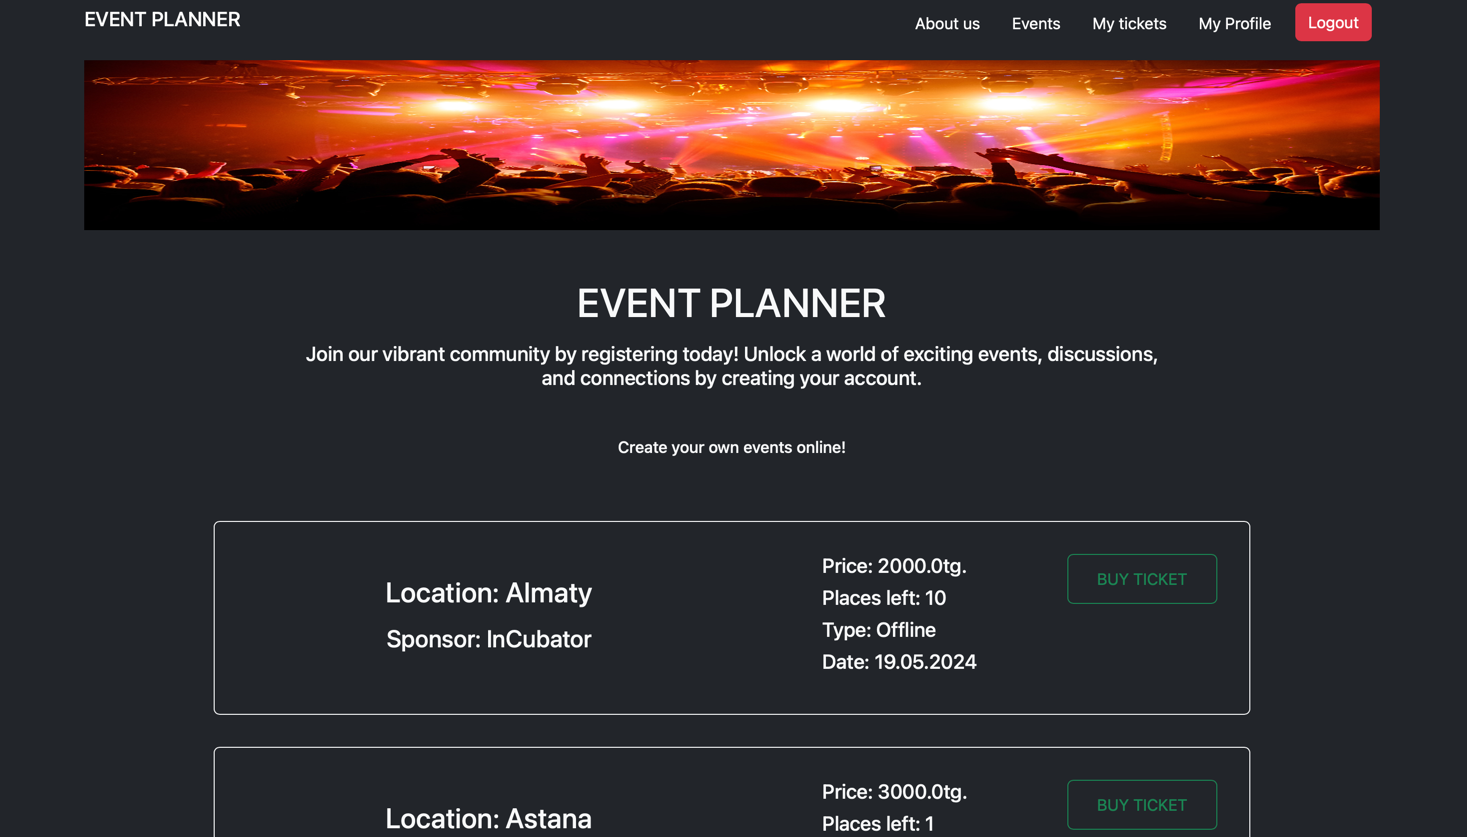 EVENT PLANNER
About us
Events
My tickets
My Profile
Logout
EVENT PLANNER
Join our vibrant community by registering today! Unlock a world of exciting events, discussions,
and connections by creating your account.
Create your own events online!
Location: Almaty
Sponsor: InCubator
Price: 2000.0tg.
Places left: 10
Type: Offline
Date: 19.05.2024
BUY TICKET
Location: Astana
Price: 3000.0tg.
Places left: 1
BUY TICKET